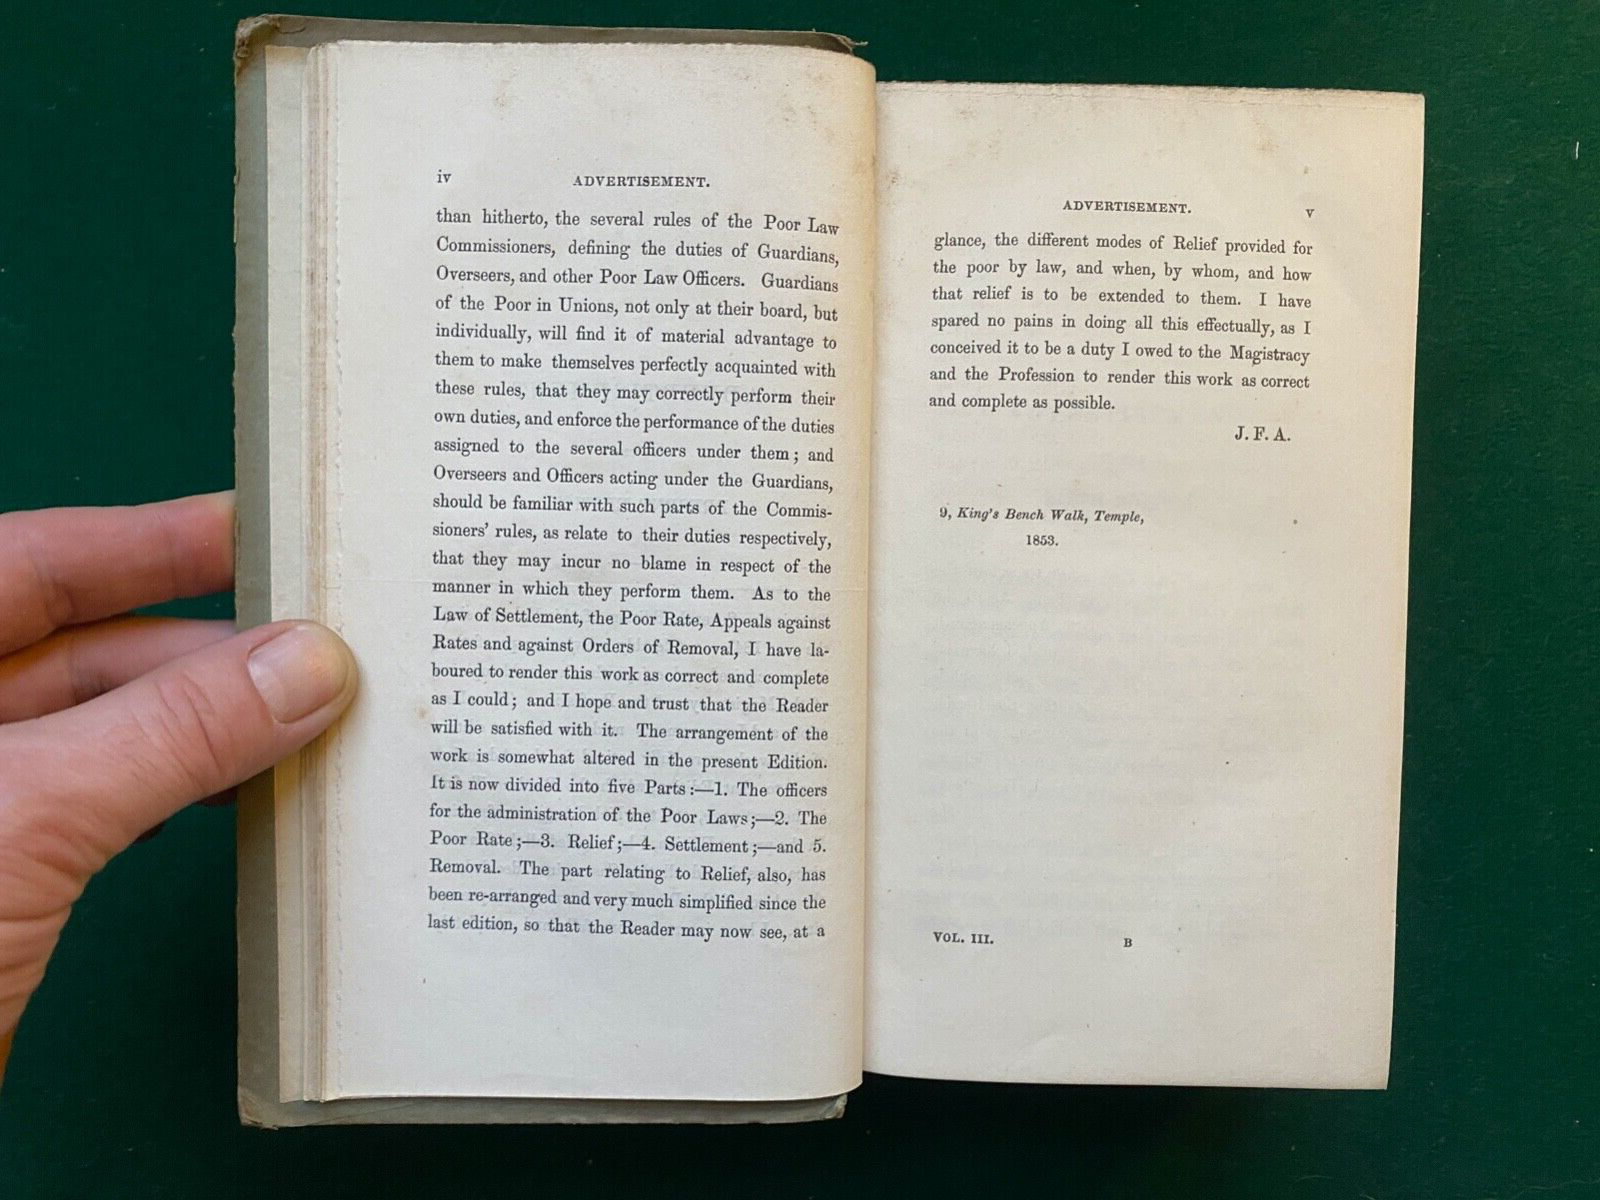 iv ADVERTISEMENT.
than hitherto, the several rules of the Poor Law
Commissioners, defining the duties of Guardians,
Overseers, and other Poor Law Officers. Guardians
of the Poor in Unions, not only at their board, but
individually, will find it of material advantage to
them to make themselves perfectly acquainted with
these rules, that they may correctly perform their
own duties, and enforce the performance of the duties
assigned to the several officers under them; and
Overseers and Officers acting under the Guardians,
should be familiar with such parts of the Commis-
sioners' rules, as relate to their duties respectively,
that they may incur no blame in respect of the
manner in which they perform them. As to the
Law of Settlement, the Poor Rate, Appeals against
Rates and against Orders of Removal, I have la-
boured to render this work as correct and complete
as I could; and I hope and trust that the Reader
will be satisfied with it. The arrangement of the
work is somewhat altered in the present Edition.
It is now divided into five Parts:—1. The officers
for the administration of the Poor Laws;—2. The
Poor Rate;—3. Relief;—4. Settlement;—and 5.
Removal. The part relating to Relief, also, has
been re-arranged and very much simplified since the
last edition, so that the Reader may now see, at a
ADVERTISEMENT. v
glance, the different modes of Relief provided for
the poor by law, and when, by whom, and how
that relief is to be extended to them. I have
spared no pains in doing all this effectually, as I
conceived it to be a duty I owed to the Magistracy
and the Profession to render this work as correct
and complete as possible.
J. F. A.
9, King's Bench Walk, Temple,
1853.
VOL. III. B